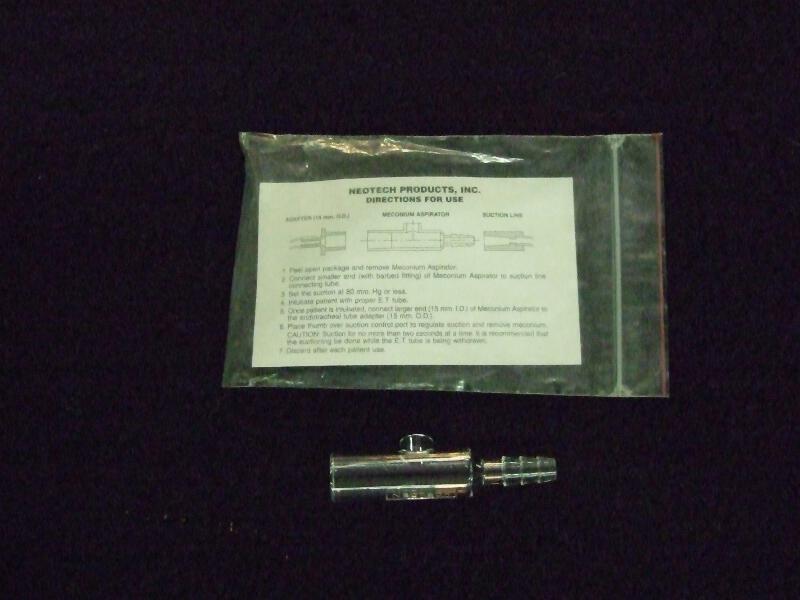 NEOTECH PRODUCTS, INC.
DIRECTIONS FOR USE
ADAPTER (15 mm. O.D.) MECONIUM ASPIRATOR SUCTION LINE
1. Peel open package and remove Meconium Aspirator.
2. Connect smaller end (with barbed fitting) of Meconium Aspirator to suction line
connecting tube.
3. Set the suction at 80 mm. Hg or less.
4. Intubate patient with proper E.T. tube.
5. Once patient is intubated, connect larger end (15 mm. I.D.) of Meconium Aspirator to
the endotracheal tube adapter (15 mm. O.D.).
6. Place thumb over suction control port to regulate suction and remove meconium.
CAUTION: Suction for no more than two seconds at a time. It is recommended that
the suctioning be done while the E.T. tube is being withdrawn.
7. Discard after each patient use.